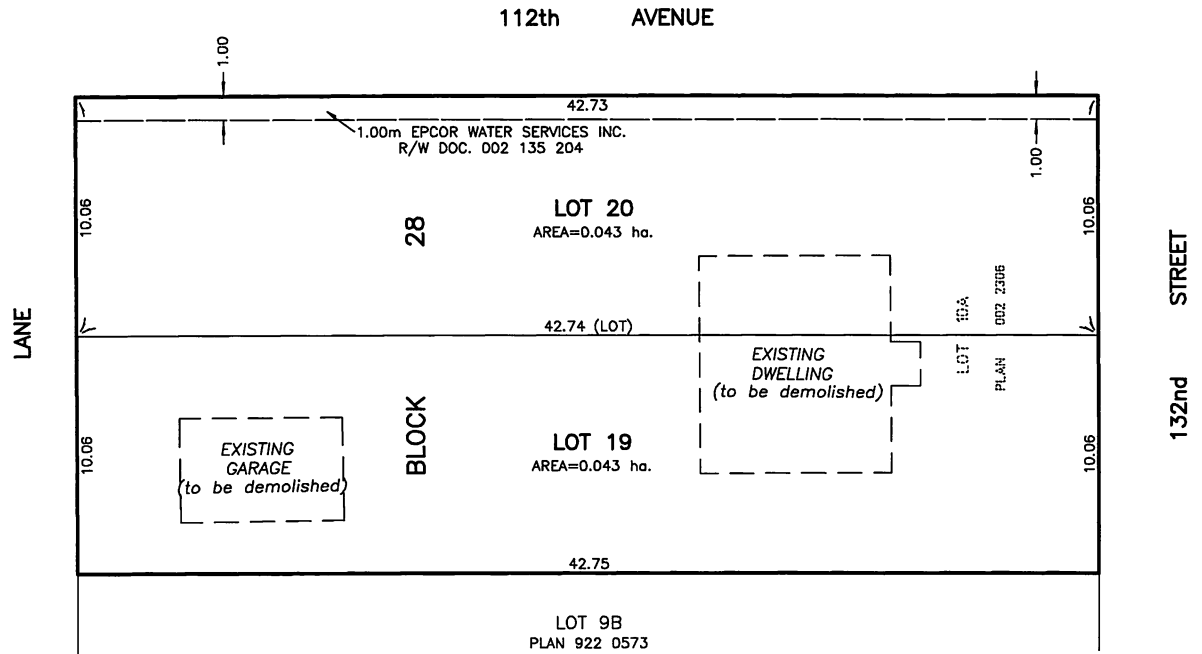 112th AVENUE
1.00
42.73
1.00m EPCOR WATER SERVICES INC.
R/W DOC. 002 135 204
1.00
10.06
28
LOT 20
AREA=0.043 ha.
10.06
LANE
132nd STREET
42.74 (LOT)
LOT 10A
PLAN 002 2306
EXISTING
DWELLING
(to be demolished)
10.06
EXISTING
GARAGE
(to be demolished)
BLOCK
LOT 19
AREA=0.043 ha.
10.06
42.75
LOT 9B
PLAN 922 0573